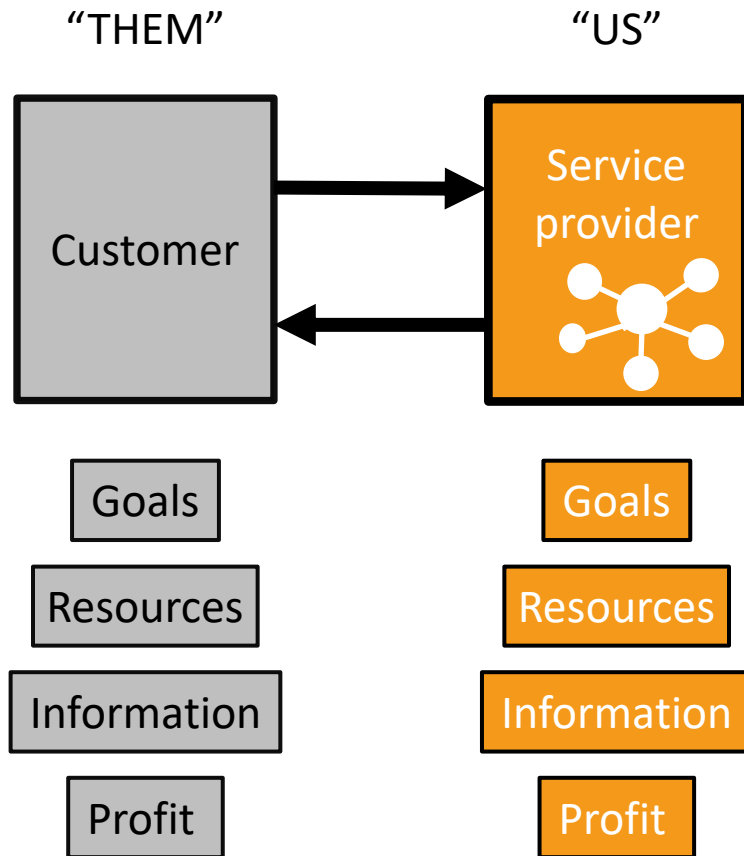 “THEM”
“US”
Customer
Service
provider
Goals
Goals
Resources
Resources
Information
Information
Profit
Profit